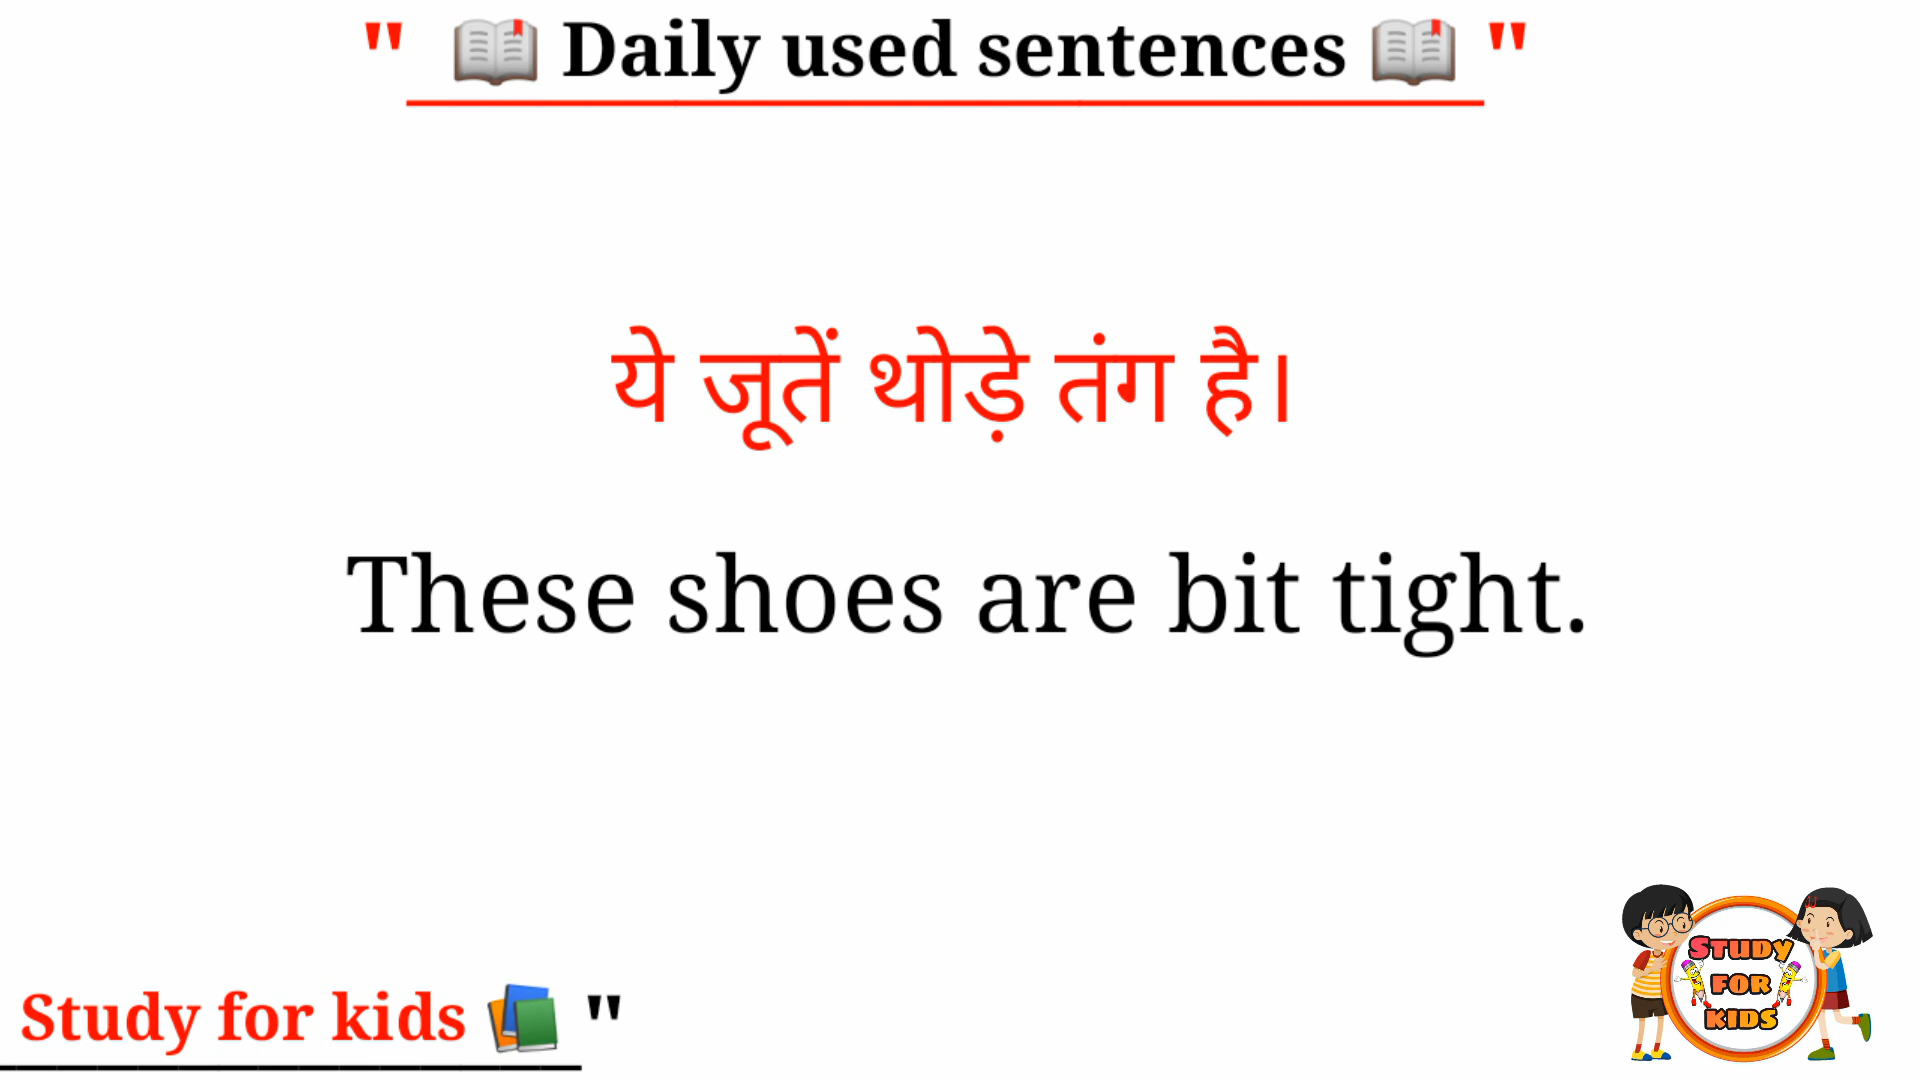 " 📖 Daily used sentences 📖 "
ये जूतें थोड़े तंग है।
These shoes are bit tight.
Study for kids 📚 "
STUDY
FOR
KIDS